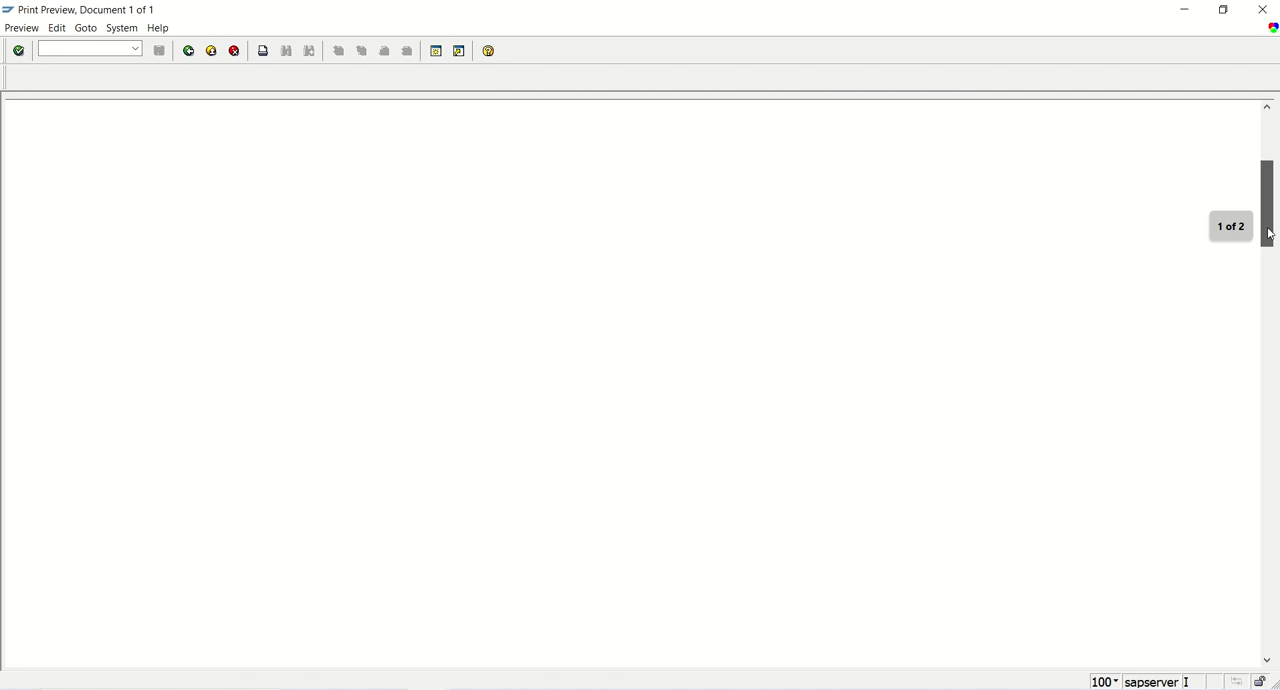 Print Preview, Document 1 of 1
Preview Edit Goto System Help
1 of 2
100 sapserver